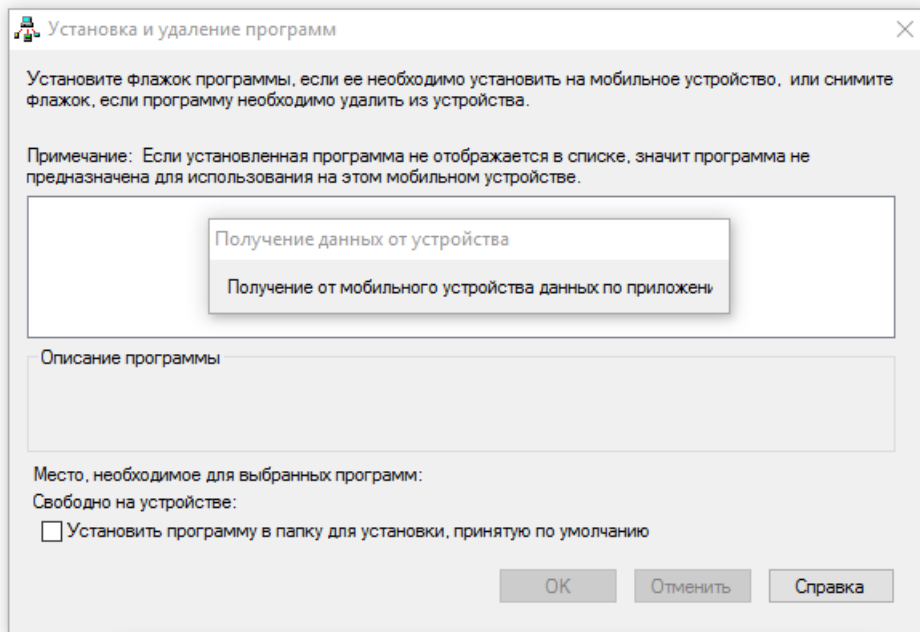 Установка и удаление программ
Установите флажок программы, если ее необходимо установить на мобильное устройство, или снимите
флажок, если программу необходимо удалить из устройства.
Примечание: Если установленная программа не отображается в списке, значит программа не
предназначена для использования на этом мобильном устройстве.
Получение данных от устройства
Получение от мобильного устройства данных по приложени
Описание программы
Место, необходимое для выбранных программ:
Свободно на устройстве:
Установить программу в папку для установки, принятую по умолчанию
OK Отменить Справка